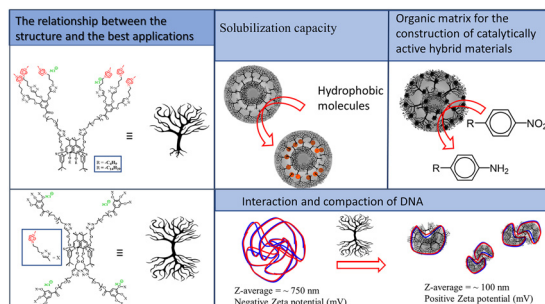 The relationship between the
structure and the best applications
Solubilization capacity
Organic matrix for the
construction of catalytically
active hybrid materials
Hydrophobic
molecules
R
NO₂
R
NH₂
Interaction and compaction of DNA
Z-average = ~ 750 nm
Negative Zeta potential (mV)
Z-average = ~ 100 nm
Positive Zeta potential (mV)